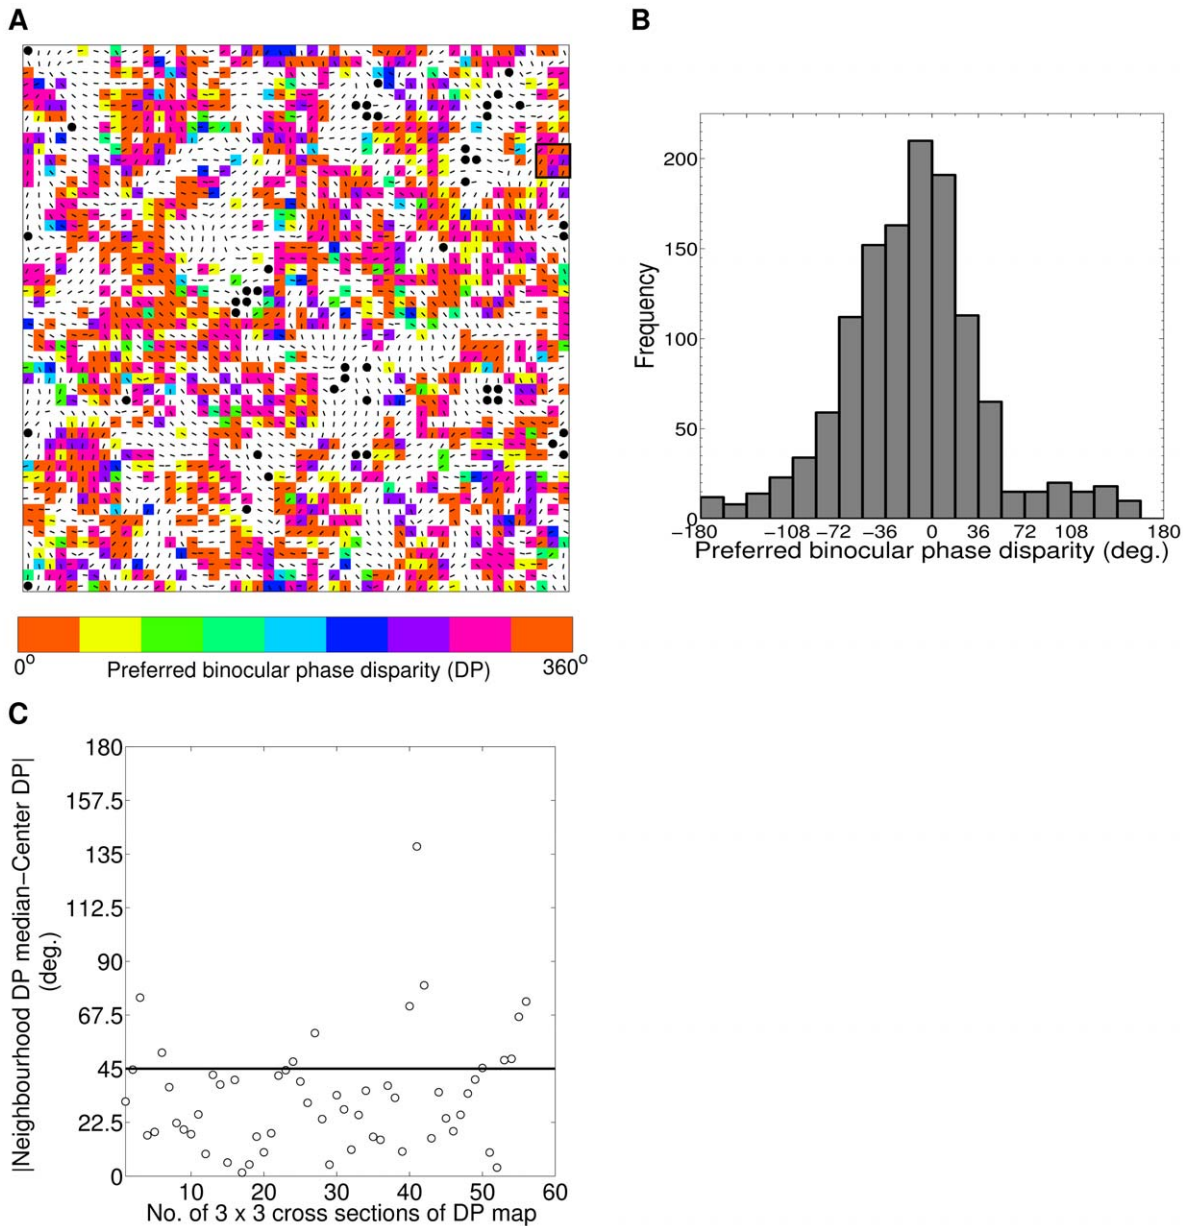 A
B
200
150
100
50
0
Frequency
−180
−108
−72
−36
0
36
72
108
180
Preferred binocular phase disparity (deg.)
0o
Preferred binocular phase disparity (DP)
360o
C
180
157.5
135
112.5
90
67.5
45
22.5
0
|Neighbourhood DP median−Center DP|
(deg.)
10
20
30
40
50
60
No. of 3 x 3 cross sections of DP map